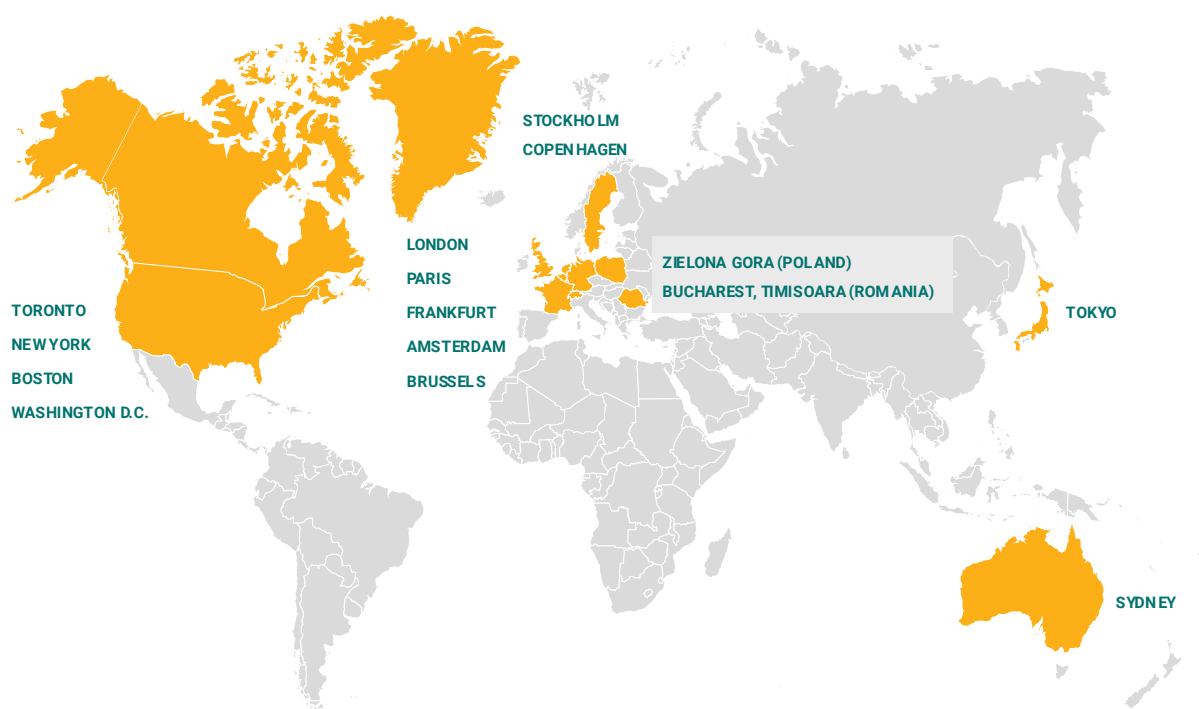 STOCKHOLM
COPENHAGEN
LONDON
PARIS
FRANKFURT
AMSTERDAM
BRUSSELS
ZIELONA GORA (POLAND)
BUCHAREST, TIMISOARA (ROMANIA)
TORONTO
NEW YORK
BOSTON
WASHINGTON D.C.
TOKYO
SYDNEY